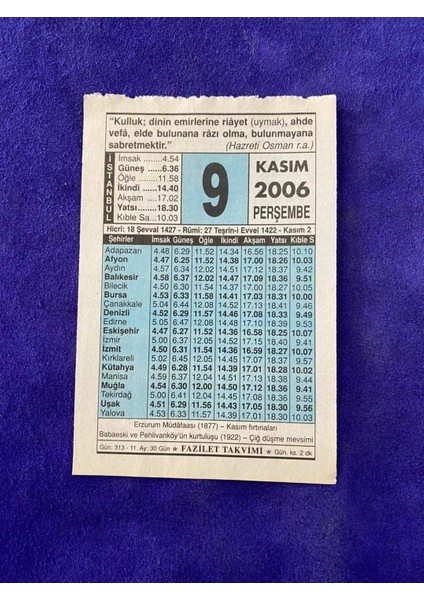 “Kulluk; dinin emirlerine riâyet (uymak), ahde
vefâ, elde bulunana râzı olma, bulunmayana
sabretmektir.” (Hazreti Osman r.a.)
İSTANBUL
İmsak ........4.54
Güneş ......6.36
Öğle .......11.58
İkindi .....14.40
Akşam .....17.02
Yatsı......18.30
Kıble Sa...10.03
9
KASIM
2006
PERŞEMBE
Hicrî: 18 Şevval 1427 - Rûmî: 27 Teşrin-i Evvel 1422 - Kasım 2
Şehirler İmsak Güneş Öğle İkindi Akşam Yatsı Kıble S
Adapazarı 4.48 6.29 11.52 14.34 16.56 18.25 10.10
Afyon 4.47 6.25 11.52 14.38 17.00 18.26 10.03
Aydın 4.57 6.34 12.02 14.51 17.12 18.37 9.42
Balıkesir 4.58 6.37 12.02 14.47 17.09 18.36 9.51
Bilecik 4.50 6.30 11.54 14.37 17.00 18.27 10.05
Bursa 4.53 6.33 11.58 14.41 17.03 18.31 10.00
Çanakkale 5.04 6.44 12.08 14.52 17.13 18.41 9.46
Denizli 4.52 6.29 11.57 14.46 17.08 18.33 9.49
Edirne 5.05 6.47 12.08 14.48 17.10 18.39 9.53
Eskişehir 4.47 6.27 11.52 14.36 16.58 18.25 10.07
İzmir 5.00 6.37 12.05 14.52 17.15 18.40 9.41
İzmit 4.50 6.31 11.54 14.36 16.59 18.27 10.07
Kırklareli 5.02 6.45 12.05 14.45 17.07 18.37 9.57
Kütahya 4.49 6.28 11.54 14.39 17.01 18.28 10.02
Manisa 4.59 6.37 12.04 14.51 17.13 18.39 9.44
Muğla 4.54 6.30 12.00 14.50 17.12 18.36 9.41
Tekirdağ 5.00 6.41 12.04 14.45 17.07 18.35 9.55
Uşak 4.51 6.29 11.56 14.43 17.05 18.30 9.56
Yalova 4.53 6.33 11.57 14.39 17.01 18.30 10.03
Erzurum Müdâfaası (1877) – Kasım fırtınaları
Babaeski ve Pehlivanköy’ün kurtuluşu (1922) – Çığ düşme mevsimi
Gün: 313 - 11. Ay: 30 Gün ★ FAZİLET TAKVİMİ ★ Gün. ks. 2 dk